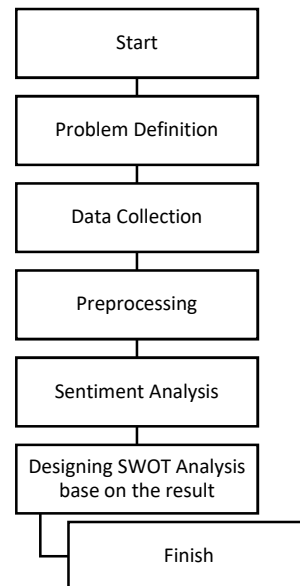 Start
Problem Definition
Data Collection
Preprocessing
Sentiment Analysis
Designing SWOT Analysis
base on the result
Finish